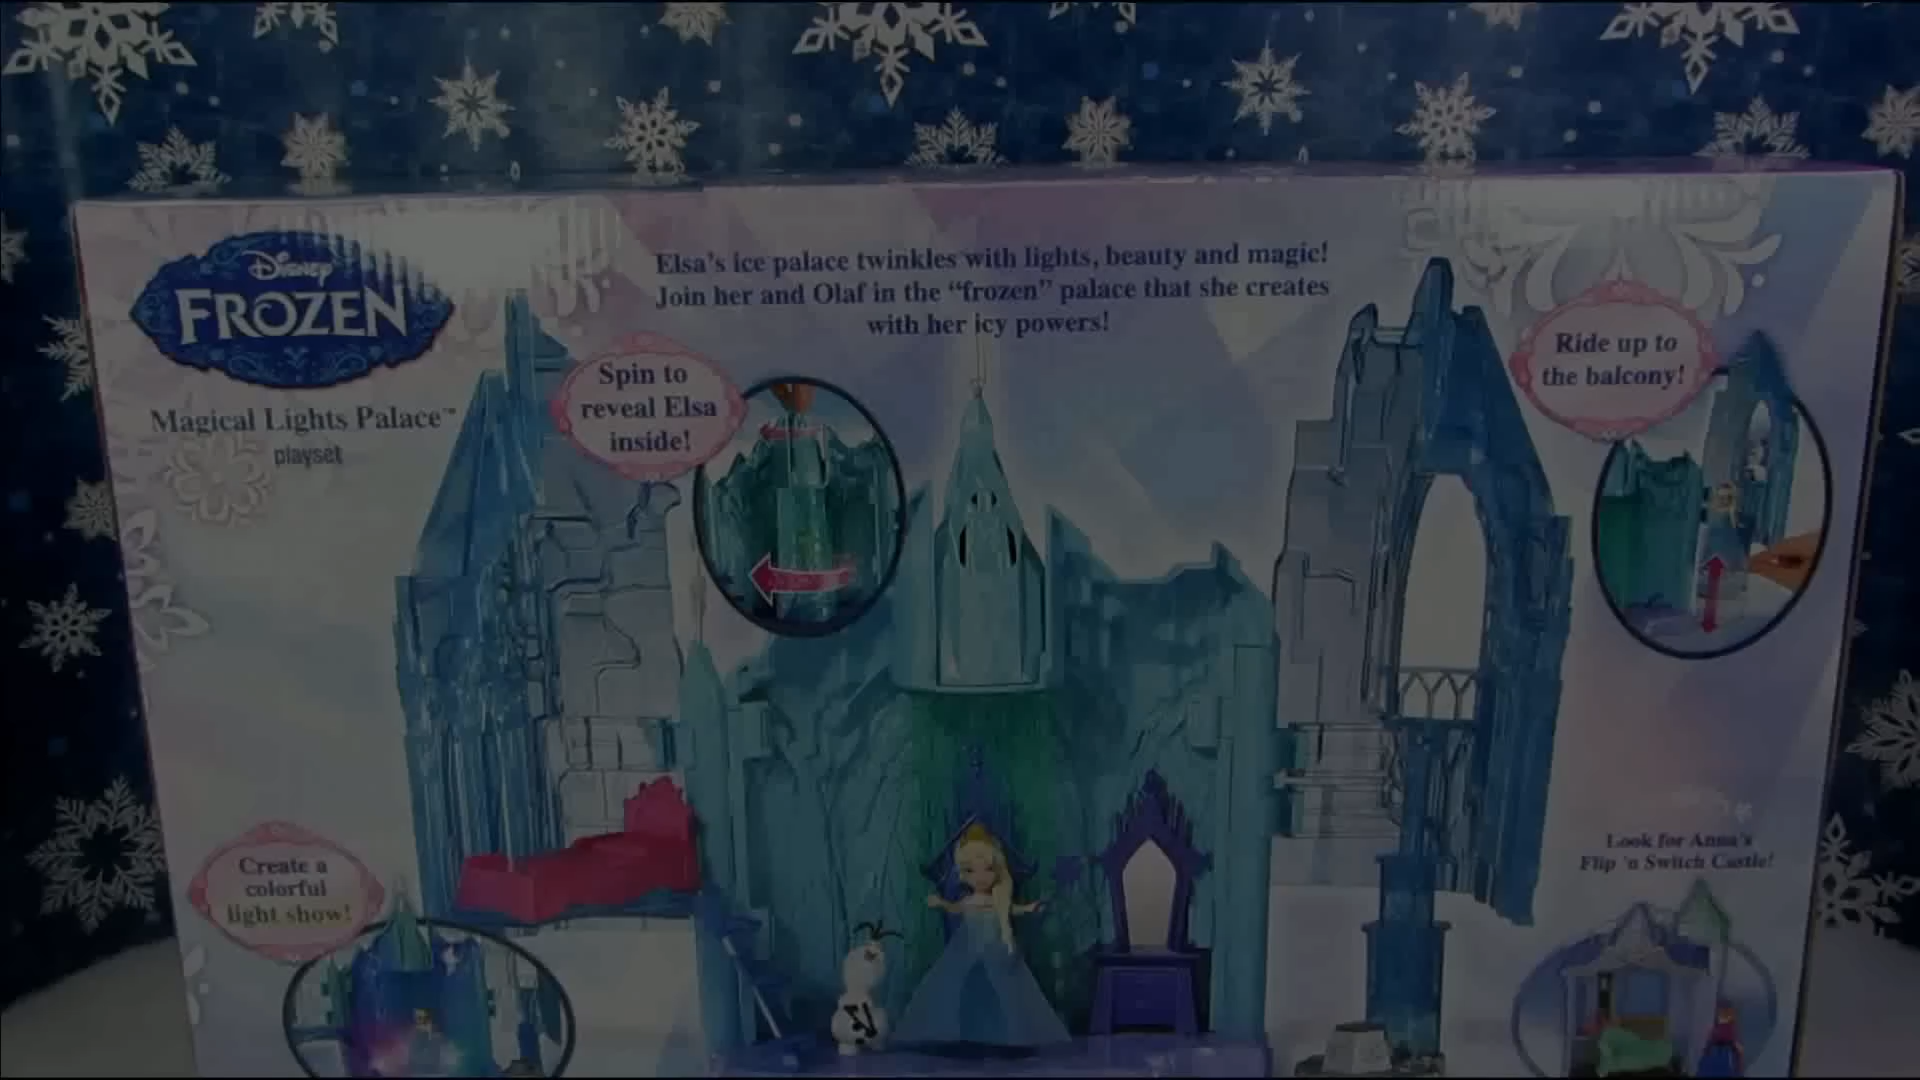 Disney
FROZEN
Magical Lights Palace™
playset
Elsa's ice palace twinkles with lights, beauty and magic!
Join her and Olaf in the "frozen" palace that she creates
with her icy powers!
Spin to
reveal Elsa
inside!
Ride up to
the balcony!
Create a
colorful
light show!
Look for Anna's
Flip 'n Switch Castle!